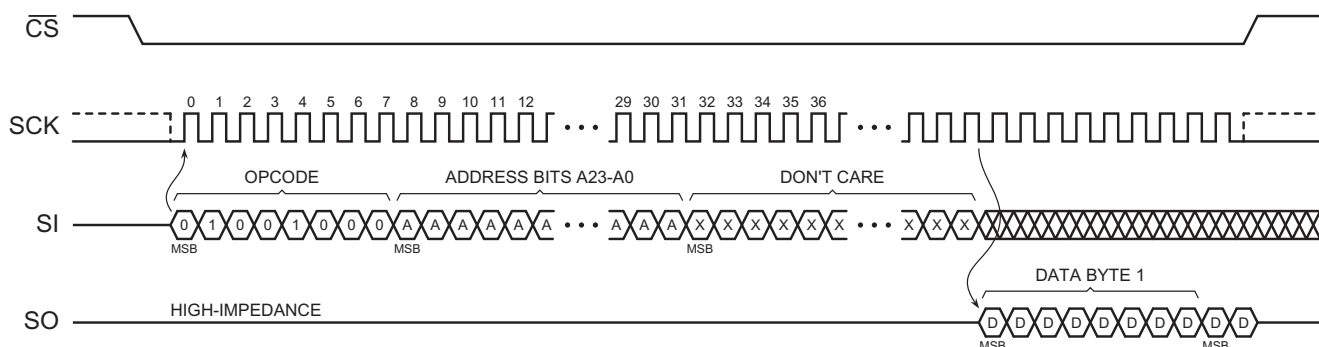 CS
0 1 2 3 4 5 6 7 8 9 10 11 12 29 30 31 32 33 34 35 36
SCK
OPCODE ADDRESS BITS A23-A0 DON'T CARE
SI 0 1 0 0 1 0 0 0 A A A A A A A A A X X X X X X X X X
MSB MSB MSB
DATA BYTE 1
HIGH-IMPEDANCE
SO D D D D D D D D D D
MSB MSB